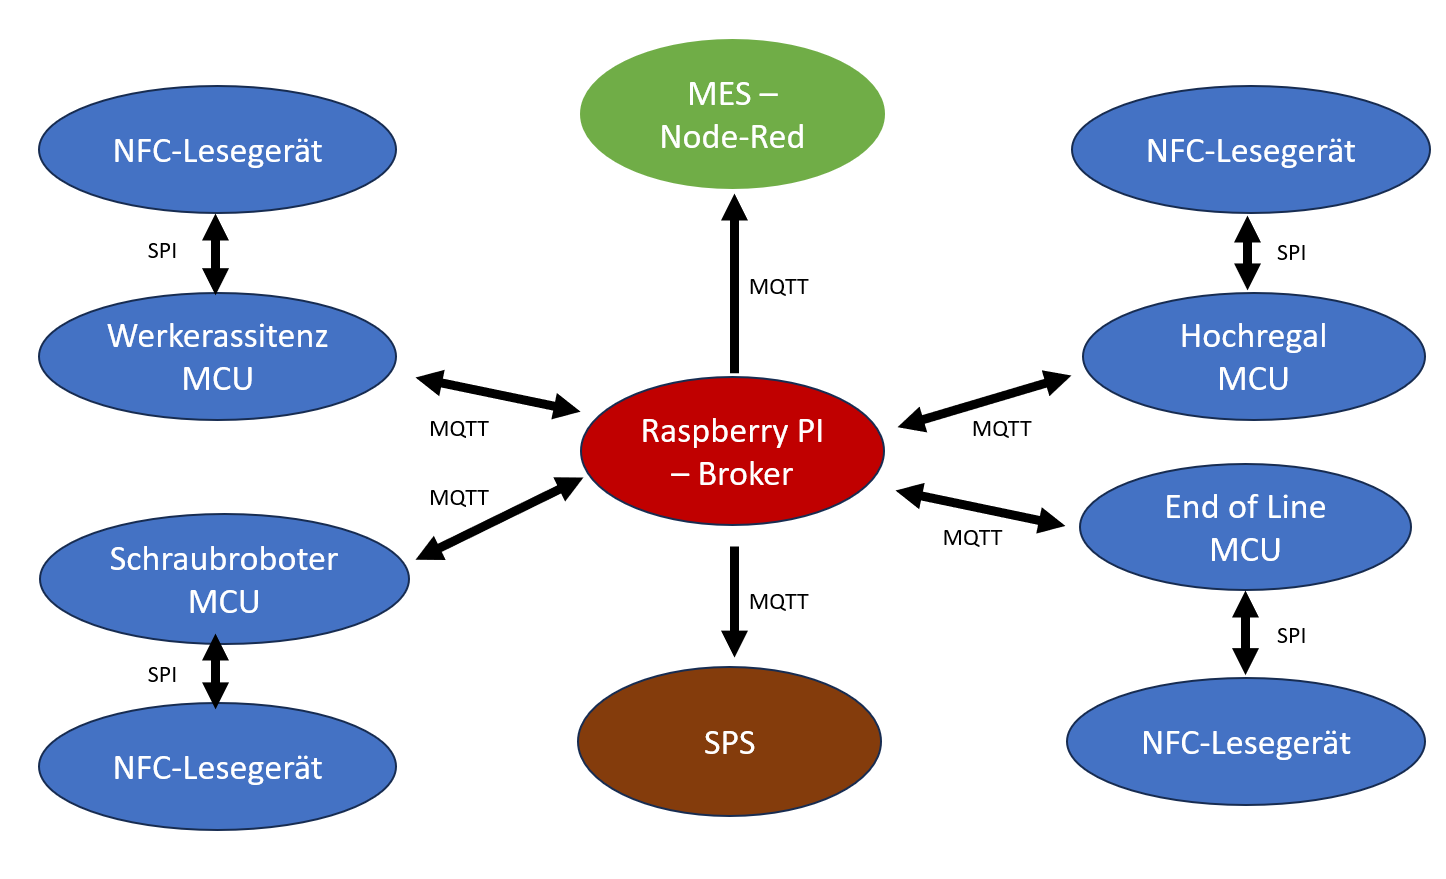 MES –
Node-Red
NFC-Lesegerät
NFC-Lesegerät
SPI
SPI
MQTT
Werkerassitenz
MCU
Hochregal
MCU
MQTT
MQTT
Raspberry PI
– Broker
MQTT
MQTT
End of Line
MCU
Schraubroboter
MCU
MQTT
SPI
SPI
NFC-Lesegerät
SPS
NFC-Lesegerät